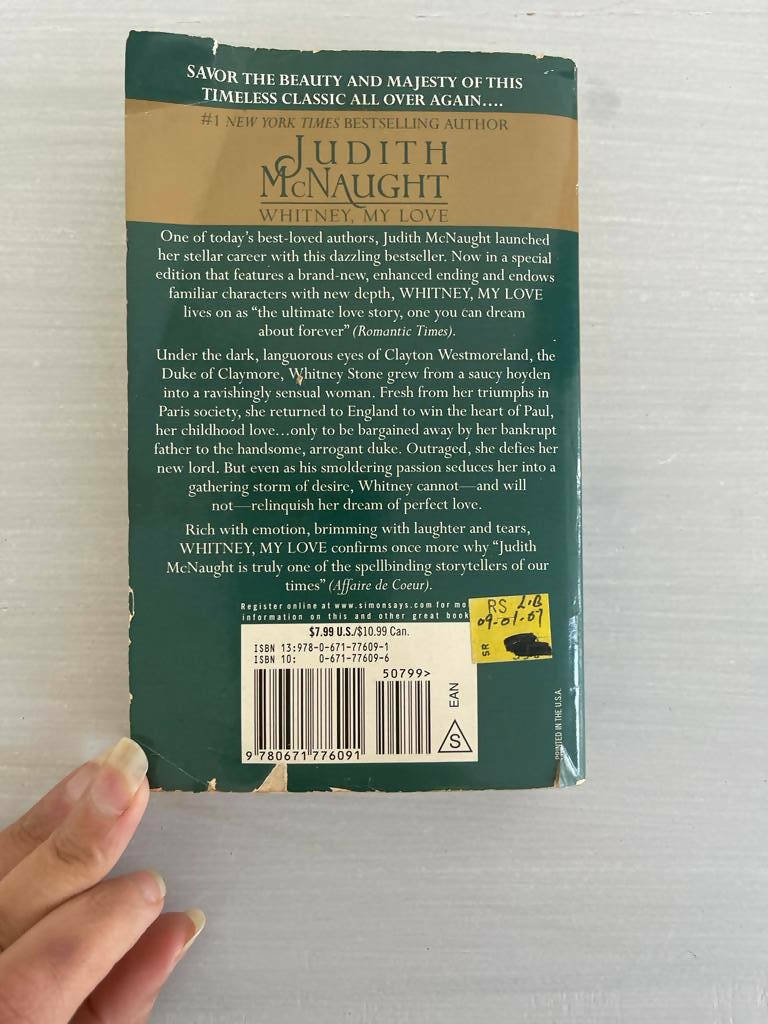 SAVOR THE BEAUTY AND MAJESTY OF THIS
TIMELESS CLASSIC ALL OVER AGAIN....
#1 NEW YORK TIMES BESTSELLING AUTHOR
JUDITH
MCNAUGHT
WHITNEY, MY LOVE
One of today's best-loved authors, Judith McNaught launched
her stellar career with this dazzling bestseller. Now in a special
edition that features a brand-new, enhanced ending and endows
familiar characters with new depth, WHITNEY, MY LOVE
lives on as "the ultimate love story, one you can dream
about forever" (Romantic Times).
Under the dark, languorous eyes of Clayton Westmoreland, the
Duke of Claymore, Whitney Stone grew from a saucy hoyden
into a ravishingly sensual woman. Fresh from her triumphs in
Paris society, she returned to England to win the heart of Paul,
her childhood love...only to be bargained away by her bankrupt
father to the handsome, arrogant duke. Outraged, she defies her
new lord. But even as his smoldering passion seduces her into a
gathering storm of desire, Whitney cannot—and will
not—relinquish her dream of perfect love.
Rich with emotion, brimming with laughter and tears,
WHITNEY, MY LOVE confirms once more why "Judith
McNaught is truly one of the spellbinding storytellers of our
times" (Affaire de Coeur).
Register online at www.simonsays.com for mo
information on this and other great book
RS LIB
09-01-07
SR
$7.99 U.S./$10.99 Can.
ISBN 13:978-0-671-77609-1
ISBN 10: 0-671-77609-6
50799>
EAN
S
9 780671 776091
PRINTED IN THE U.S.A.